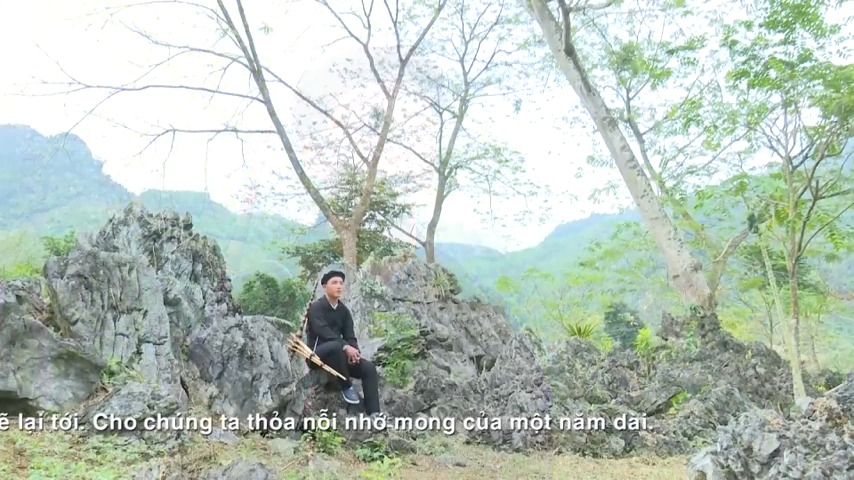 lại tới. Cho chúng ta thỏa nỗi nhớ mong của một năm dài.